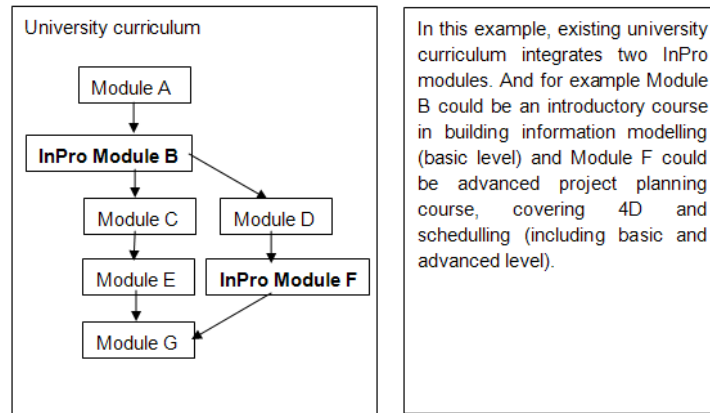 University curriculum
Module A
InPro Module B
Module C
Module D
Module E
InPro Module F
Module G
In this example, existing university
curriculum integrates two InPro
modules. And for example Module
B could be an introductory course
in building information modelling
(basic level) and Module F could
be advanced project planning
course, covering 4D and
schedulling (including basic and
advanced level).